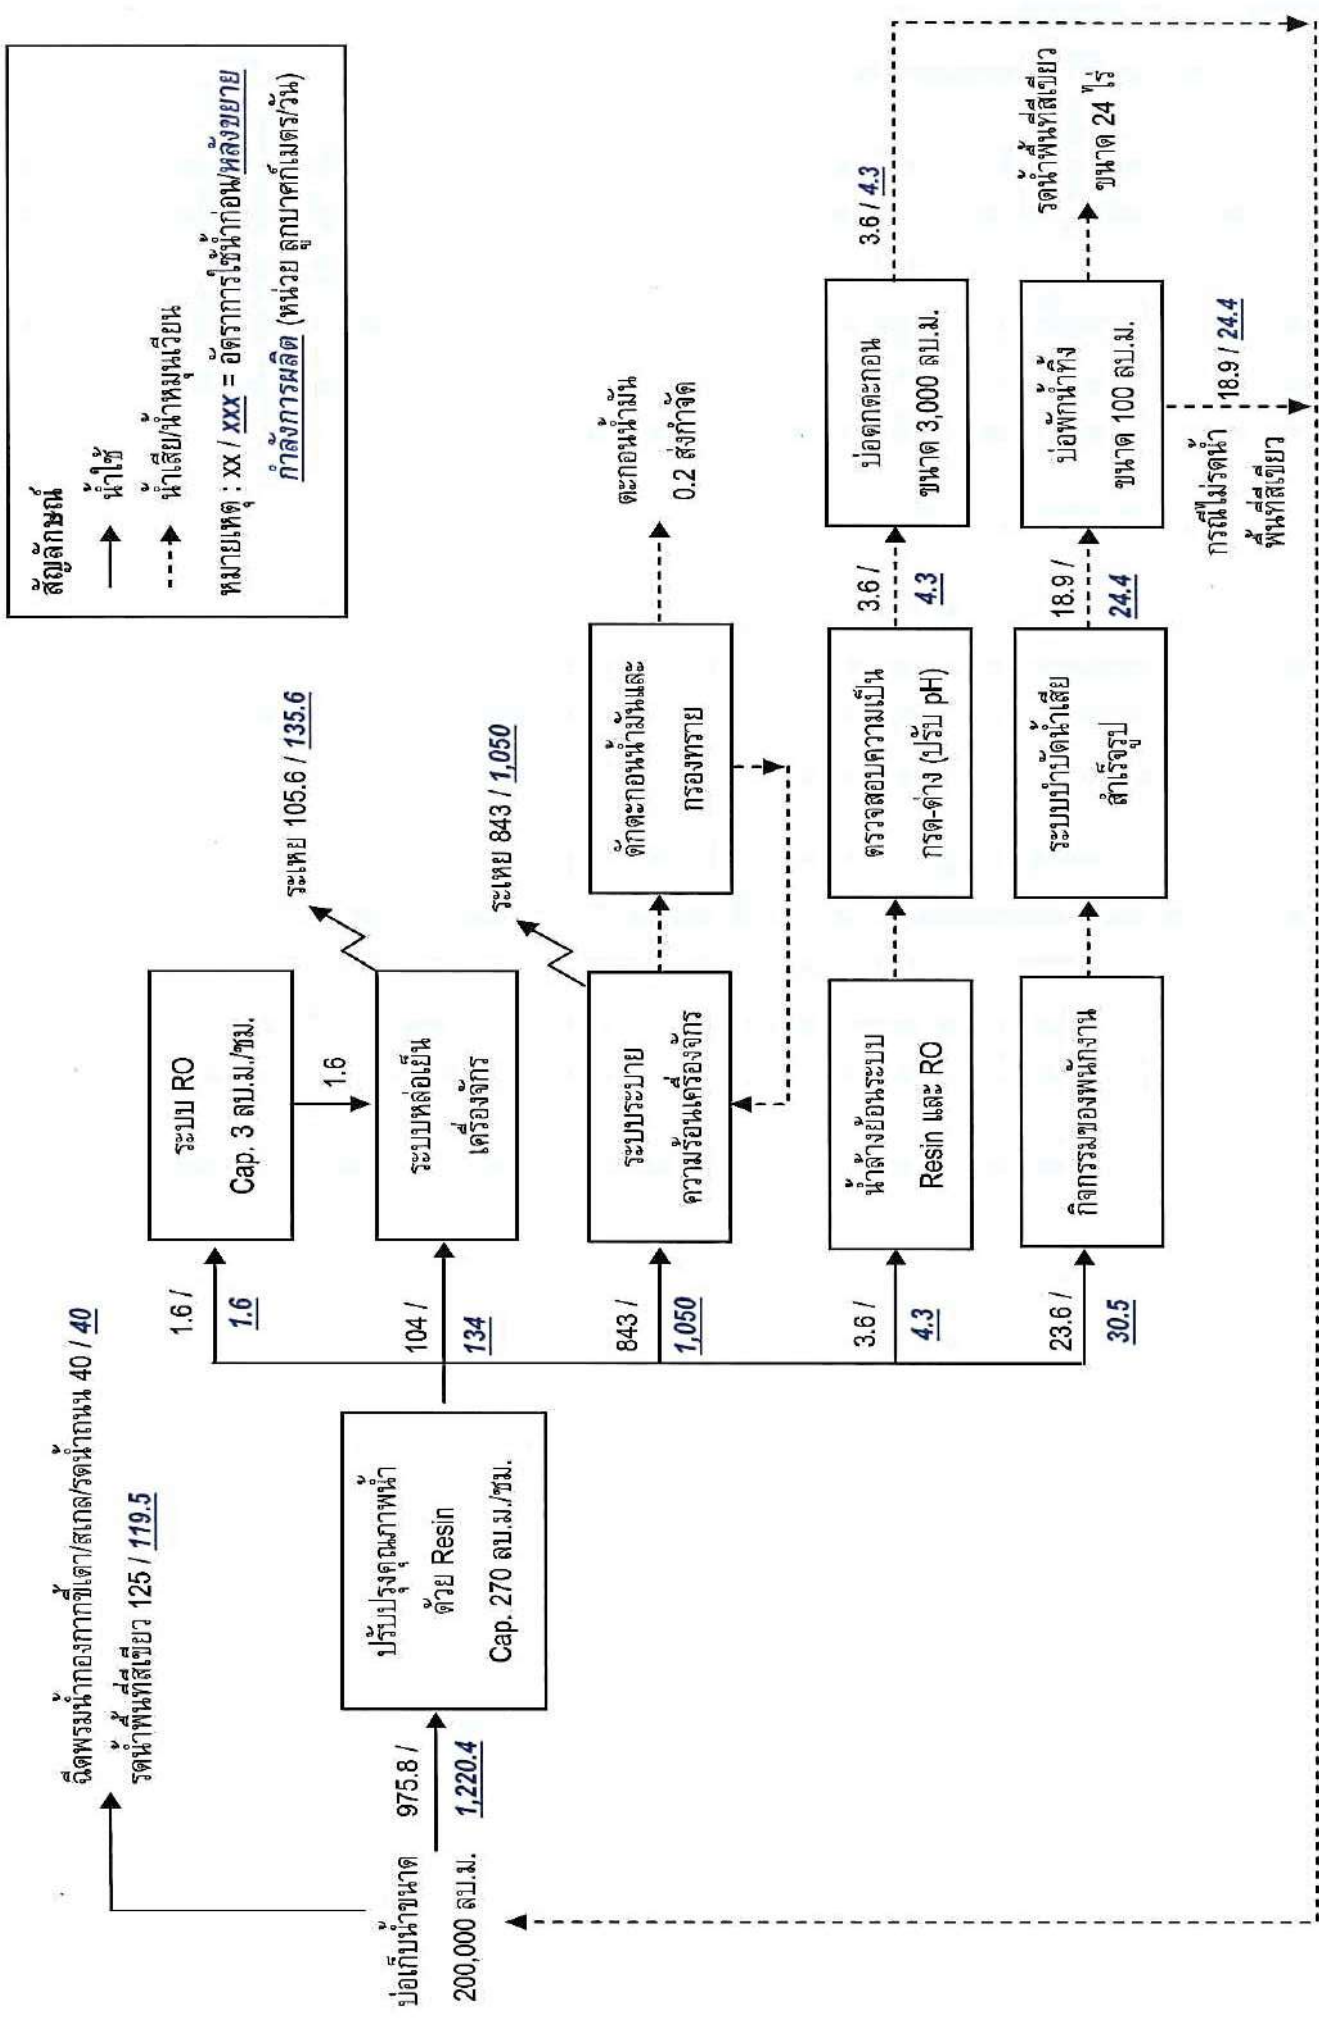 สัญลักษณ์
น้ำใช้
น้ำเสีย/น้ำหมุนเวียน
หมายเหตุ : xx / xxx = อัตราการใช้น้ำก่อน/หลังขยาย
กำลังการผลิต (หน่วย ลูกบาศก์เมตร/วัน)
ฉีดพรมน้ำกองกากขี้เตา/สเกล/รดน้ำถนน 40 / 40
รดน้ำพื้นที่สีเขียว 125 / 119.5
บ่อเก็บน้ำขนาด
200,000 ลบ.ม.
975.8 /
1,220.4
ปรับปรุงคุณภาพน้ำ
ด้วย Resin
Cap. 270 ลบ.ม./ชม.
1.6 /
1.6
ระบบ RO
Cap. 3 ลบ.ม./ชม.
1.6
104 /
134
ระบบหล่อเย็น
เครื่องจักร
ระเหย 105.6 / 135.6
843 /
1,050
ระบบระบาย
ความร้อนเครื่องจักร
ระเหย 843 / 1,050
ดักตะกอนน้ำมันและ
กรองทราย
ตะกอนน้ำมัน
0.2 ส่งกำจัด
3.6 /
4.3
น้ำล้างย้อนระบบ
Resin และ RO
ตรวจสอบความเป็น
กรด-ด่าง (ปรับ pH)
3.6 /
4.3
บ่อตกตะกอน
ขนาด 3,000 ลบ.ม.
3.6 / 4.3
23.6 /
30.5
กิจกรรมของพนักงาน
ระบบบำบัดน้ำเสีย
สำเร็จรูป
18.9 /
24.4
บ่อพักน้ำทิ้ง
ขนาด 100 ลบ.ม.
รดน้ำพื้นที่สีเขียว
ขนาด 24 ไร่
กรณีไม่รดน้ำ
พื้นที่สีเขียว
18.9 / 24.4